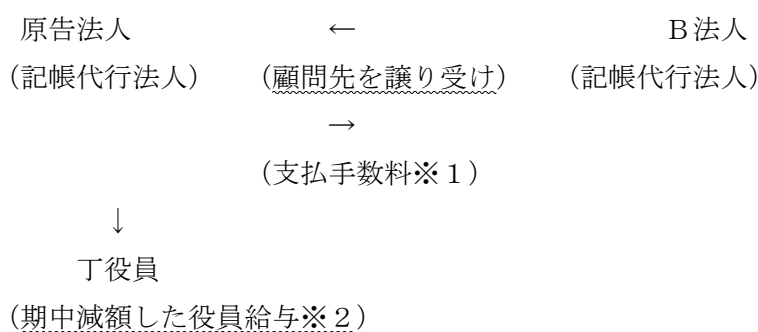 原告法人 ← B法人
(記帳代行法人) (顧問先を譲り受け) (記帳代行法人)
→
(支払手数料※1)
↓
丁役員
(期中減額した役員給与※2)